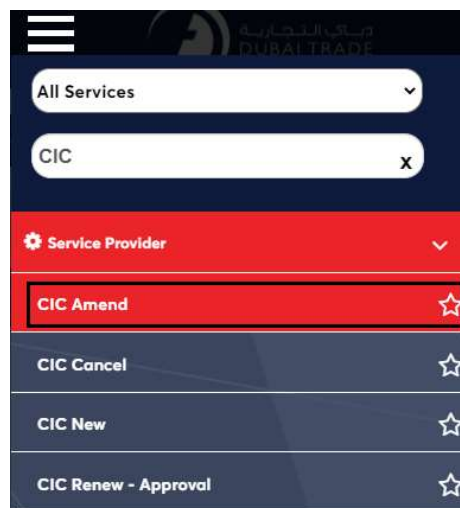 دبي التجارية
DUBAI TRADE
All Services
CIC
x
Service Provider
CIC Amend
CIC Cancel
CIC New
CIC Renew - Approval